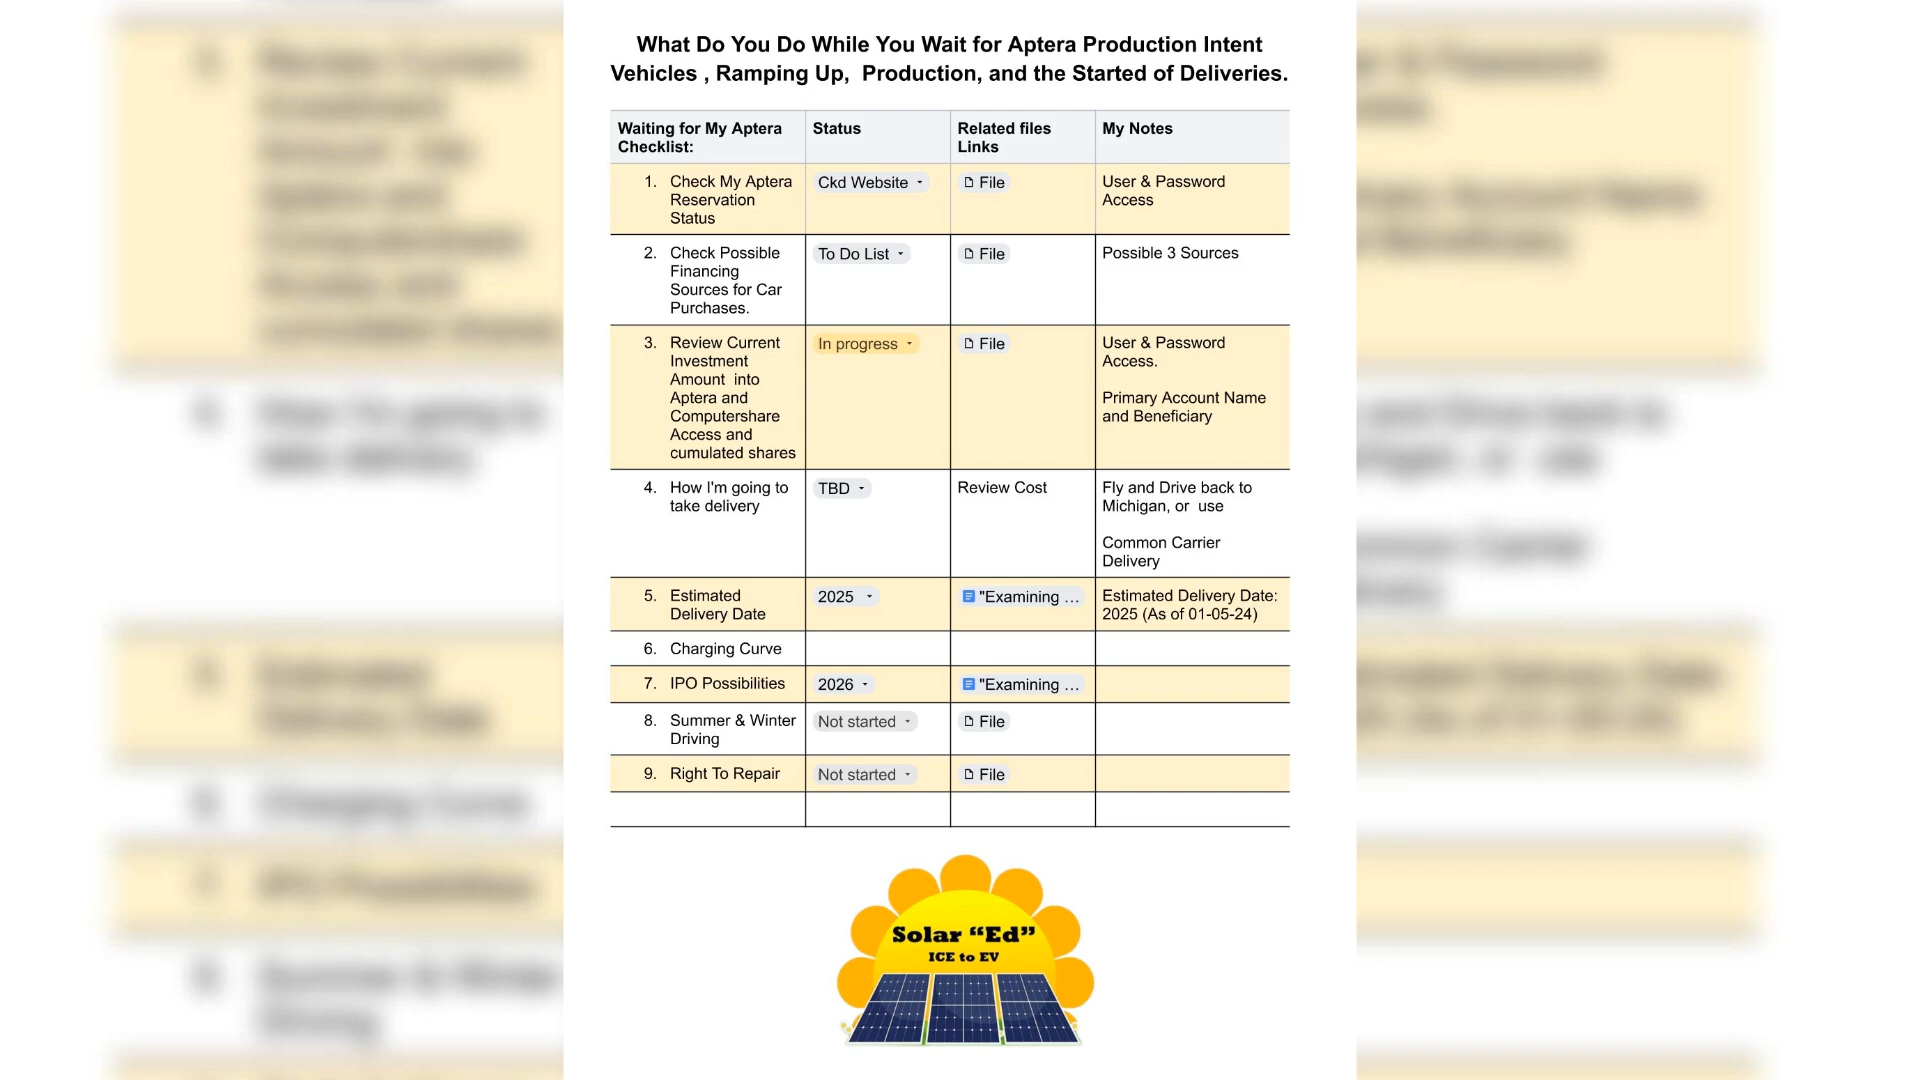 What Do You Do While You Wait for Aptera Production Intent
Vehicles , Ramping Up,  Production, and the Started of Deliveries.
Waiting for My Aptera
Checklist:
Status
Related files
Links
My Notes
1. Check My Aptera
Reservation
Status
Ckd Website
File
User & Password
Access
2. Check Possible
Financing
Sources for Car
Purchases.
To Do List
File
Possible 3 Sources
3. Review Current
Investment
Amount  into
Aptera and
Computershare
Access and
cumulated shares
In progress
File
User & Password
Access.
Primary Account Name
and Beneficiary
4. How I'm going to
take delivery
TBD
Review Cost
Fly and Drive back to
Michigan, or  use
Common Carrier
Delivery
5. Estimated
Delivery Date
2025
"Examining ...
Estimated Delivery Date:
2025 (As of 01-05-24)
6. Charging Curve
7. IPO Possibilities
2026
"Examining ...
8. Summer & Winter
Driving
Not started
File
9. Right To Repair
Not started
File
Solar “Ed”
ICE to EV